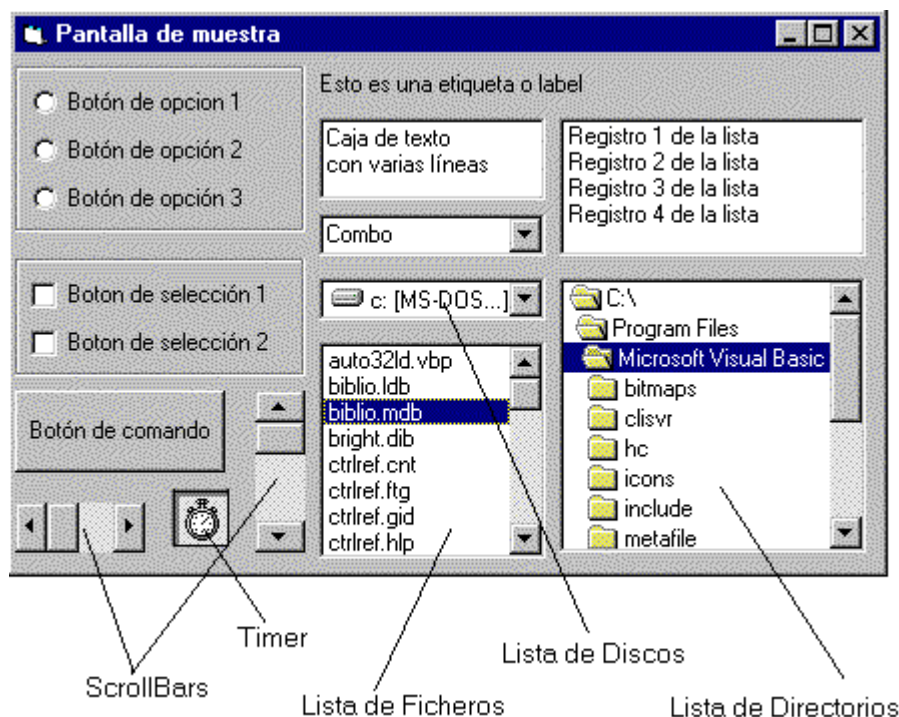 Pantalla de muestra
Botón de opcion 1
Botón de opción 2
Botón de opción 3
Esto es una etiqueta o label
Caja de texto
con varias líneas
Registro 1 de la lista
Registro 2 de la lista
Registro 3 de la lista
Registro 4 de la lista
Combo
Boton de selección 1
Boton de selección 2
c: [MS-DOS...]
C:\
Program Files
Microsoft Visual Basic
bitmaps
clisvr
hc
icons
include
metafile
auto32ld.vbp
biblio.ldb
biblio.mdb
bright.dib
ctrlref.cnt
ctrlref.ftg
ctrlref.gid
ctrlref.hlp
Botón de comando
Timer
Lista de Discos
ScrollBars
Lista de Ficheros
Lista de Directorios